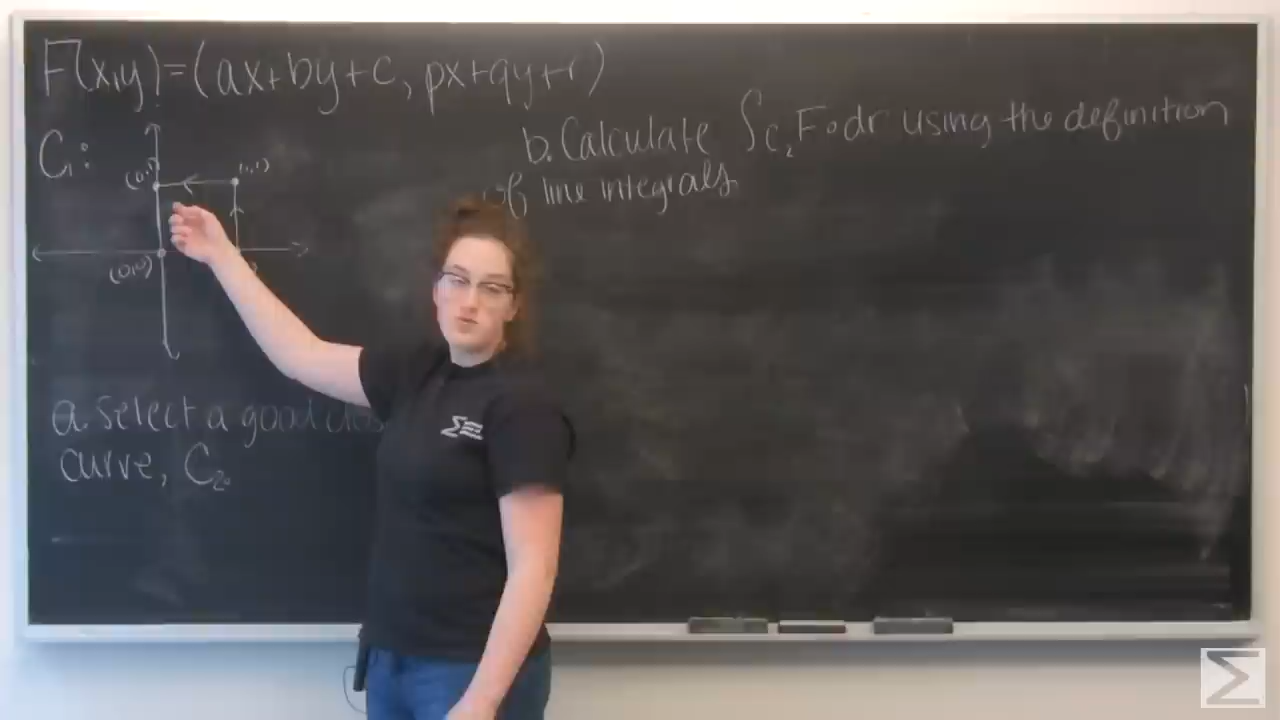 F(x,y)=(ax+by+c, px+qy+r)
C₁:
(0,1)
(1,1)
(0,0)
a. Select a good
curve, C₂.
b. Calculate ∫C₂ F∘dr using the definition
of line integrals.
Σ